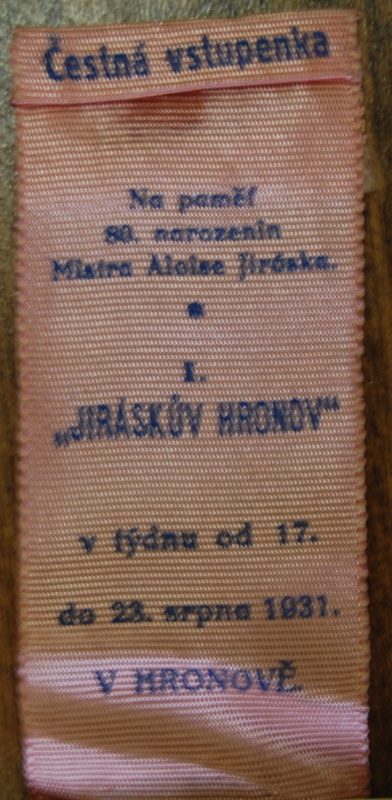 Čestná vstupenka
Na paměť
80. narozenin
Mistra Aloise Jiráska.
I.
„JIRÁSKŮV HRONOV“
v týdnu od 17.
do 23. srpna 1931.
V HRONOVĚ.